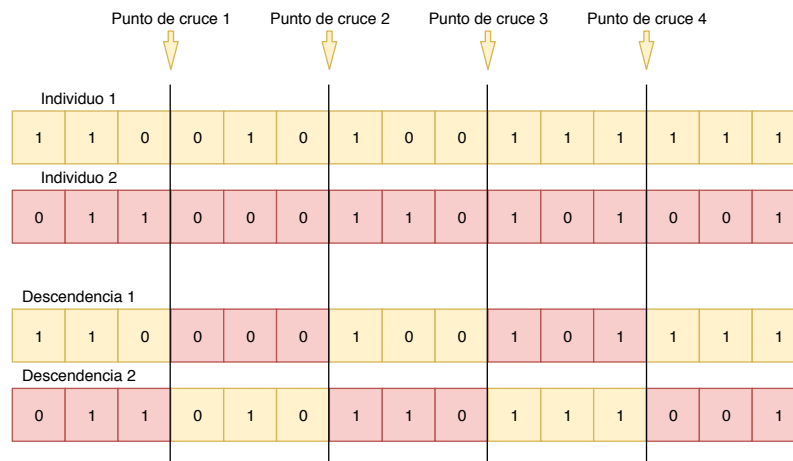 Punto de cruce 1 Punto de cruce 2 Punto de cruce 3 Punto de cruce 4
Individuo 1
1 1 0 0 1 0 1 0 0 1 1 1 1 1 1
Individuo 2
0 1 1 0 0 0 1 1 0 1 0 1 0 0 1
Descendencia 1
1 1 0 0 0 0 1 0 0 1 0 1 1 1 1
Descendencia 2
0 1 1 0 1 0 1 1 0 1 1 1 0 0 1